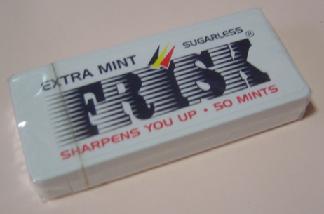 EXTRA MINT SUGARLESS
FRISK®
SHARPENS YOU UP · 50 MINTS